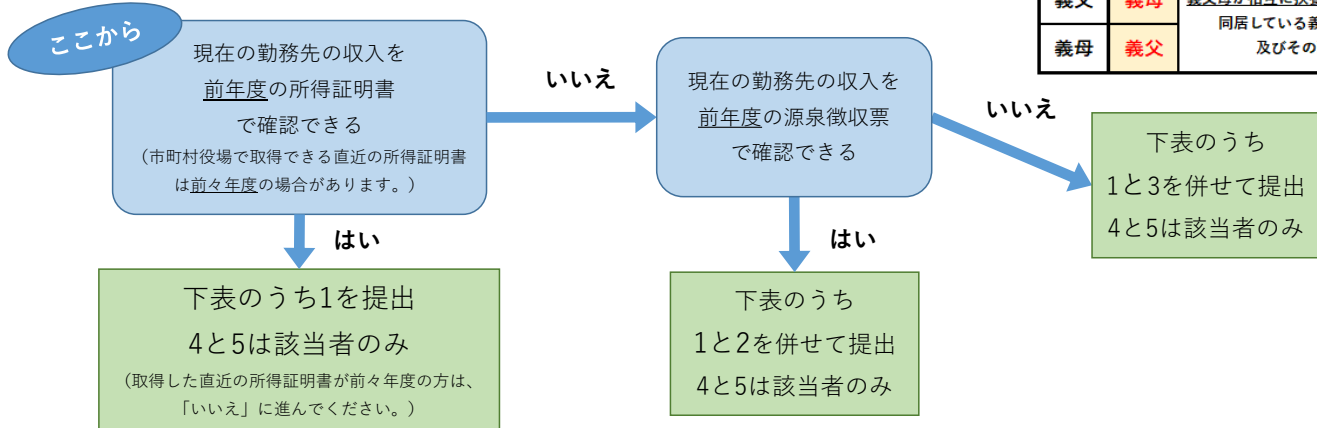 ここから
現在の勤務先の収入を
前年度の所得証明書
で確認できる
（市町村役場で取得できる直近の所得証明書
は前々年度の場合があります。）
いいえ
はい
下表のうち1を提出
4と5は該当者のみ
（取得した直近の所得証明書が前々年度の方は、
「いいえ」に進んでください。）
現在の勤務先の収入を
前年度の源泉徴収票
で確認できる
いいえ
はい
下表のうち
1と2を併せて提出
4と5は該当者のみ
下表のうち
1と3を併せて提出
4と5は該当者のみ
義父 義母
同居している義
義母 義父 及びその